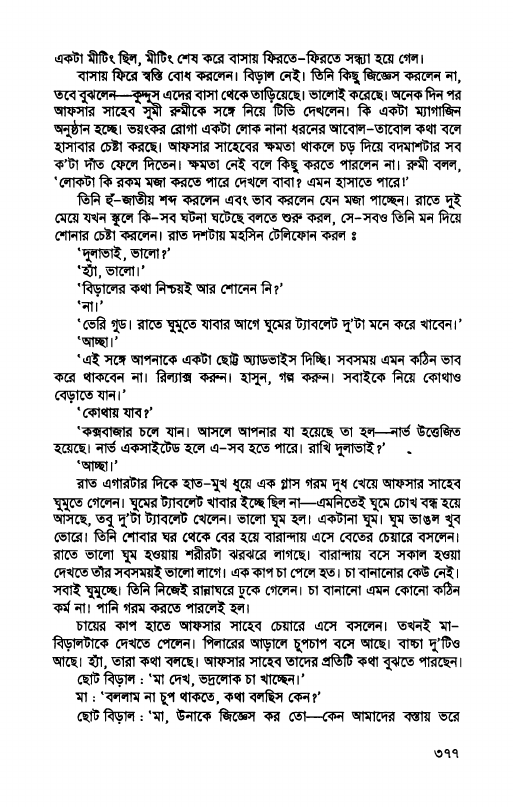 একটা মীটিং ছিল, মীটিং শেষ করে বাসায় ফিরতে-ফিরতে সন্ধ্যা হয়ে গেল।
বাসায় ফিরে স্বস্তি বোধ করলেন। বিড়াল নেই। তিনি কিছু জিজ্ঞেস করলেন না,
তবে বুঝলেন—কুদ্দুস এদের বাসা থেকে তাড়িয়েছে। ভালোই করেছে। অনেক দিন পর
আফসার সাহেব সুমী রুমীকে সঙ্গে নিয়ে টিভি দেখলেন। কি একটা ম্যাগাজিন
অনুষ্ঠান হচ্ছে। ভয়ংকর রোগা একটা লোক নানা ধরনের আবোল-তাবোল কথা বলে
হাসাবার চেষ্টা করছে। আফসার সাহেবের ক্ষমতা থাকলে চড় দিয়ে বদমাশটার সব
ক'টা দাঁত ফেলে দিতেন। ক্ষমতা নেই বলে কিছু করতে পারলেন না। রুমী বলল,
'লোকটা কি রকম মজা করতে পারে দেখলে বাবা? এমন হাসাতে পারে!'
তিনি হুঁ-জাতীয় শব্দ করলেন এবং ভাব করলেন যেন মজা পাচ্ছেন। রাতে দুই
মেয়ে যখন স্কুলে কি-সব ঘটনা ঘটেছে বলতে শুরু করল, সে-সবও তিনি মন দিয়ে
শোনার চেষ্টা করলেন। রাত দশটায় মহসিন টেলিফোন করল ঃ
'দুলাভাই, ভালো?'
'হ্যাঁ, ভালো।'
'বিড়ালের কথা নিশ্চয়ই আর শোনেন নি?'
'না।'
'ভেরি গুড। রাতে ঘুমুতে যাবার আগে ঘুমের ট্যাবলেট দু'টা মনে করে খাবেন।'
'আচ্ছা।'
'এই সঙ্গে আপনাকে একটা ছোট্ট অ্যাডভাইস দিচ্ছি। সবসময় এমন কঠিন ভাব
করে থাকবেন না। রিল্যাক্স করুন। হাসুন, গল্প করুন। সবাইকে নিয়ে কোথাও
বেড়াতে যান।'
'কোথায় যাব?'
'কক্সবাজার চলে যান। আসলে আপনার যা হয়েছে তা হল—নার্ভ উত্তেজিত
হয়েছে। নার্ভ একসাইটেড হলে এ-সব হতে পারে। রাখি দুলাভাই?'
'আচ্ছা।'
রাত এগারটার দিকে হাত-মুখ ধুয়ে এক গ্লাস গরম দুধ খেয়ে আফসার সাহেব
ঘুমুতে গেলেন। ঘুমের ট্যাবলেট খাবার ইচ্ছে ছিল না—এমনিতেই ঘুমে চোখ বন্ধ হয়ে
আসছে, তবু দু'টা ট্যাবলেট খেলেন। ভালো ঘুম হল। একটানা ঘুম। ঘুম ভাঙল খুব
ভোরে। তিনি শোবার ঘর থেকে বের হয়ে বারান্দায় এসে বেতের চেয়ারে বসলেন।
রাতে ভালো ঘুম হওয়ায় শরীরটা ঝরঝরে লাগছে। বারান্দায় বসে সকাল হওয়া
দেখতে তাঁর সবসময়ই ভালো লাগে। এক কাপ চা পেলে হত। চা বানানোর কেউ নেই।
সবাই ঘুমুচ্ছে। তিনি নিজেই রান্নাঘরে ঢুকে গেলেন। চা বানানো এমন কোনো কঠিন
কর্ম না। পানি গরম করতে পারলেই হল।
চায়ের কাপ হাতে আফসার সাহেব চেয়ারে এসে বসলেন। তখনই মা-
বিড়ালটাকে দেখতে পেলেন। পিলারের আড়ালে চুপচাপ বসে আছে। বাচ্চা দু'টিও
আছে। হ্যাঁ, তারা কথা বলছে। আফসার সাহেব তাদের প্রতিটি কথা বুঝতে পারছেন।
ছোট বিড়াল : 'মা দেখ, ভদ্রলোক চা খাচ্ছেন।'
মা : 'বললাম না চুপ থাকতে, কথা বলছিস কেন?'
ছোট বিড়াল : 'মা, উনাকে জিজ্ঞেস কর তো—কেন আমাদের বস্তায় ভরে
৩৭৭